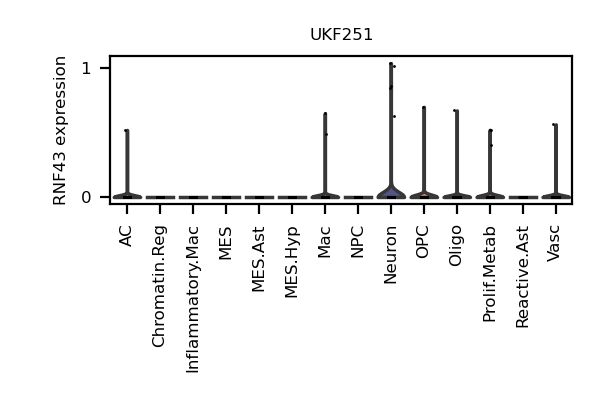 UKF251
RNF43 expression
1
0
AC
Chromatin.Reg
Inflammatory.Mac
MES
MES.Ast
MES.Hyp
Mac
NPC
Neuron
OPC
Oligo
Prolif.Metab
Reactive.Ast
Vasc